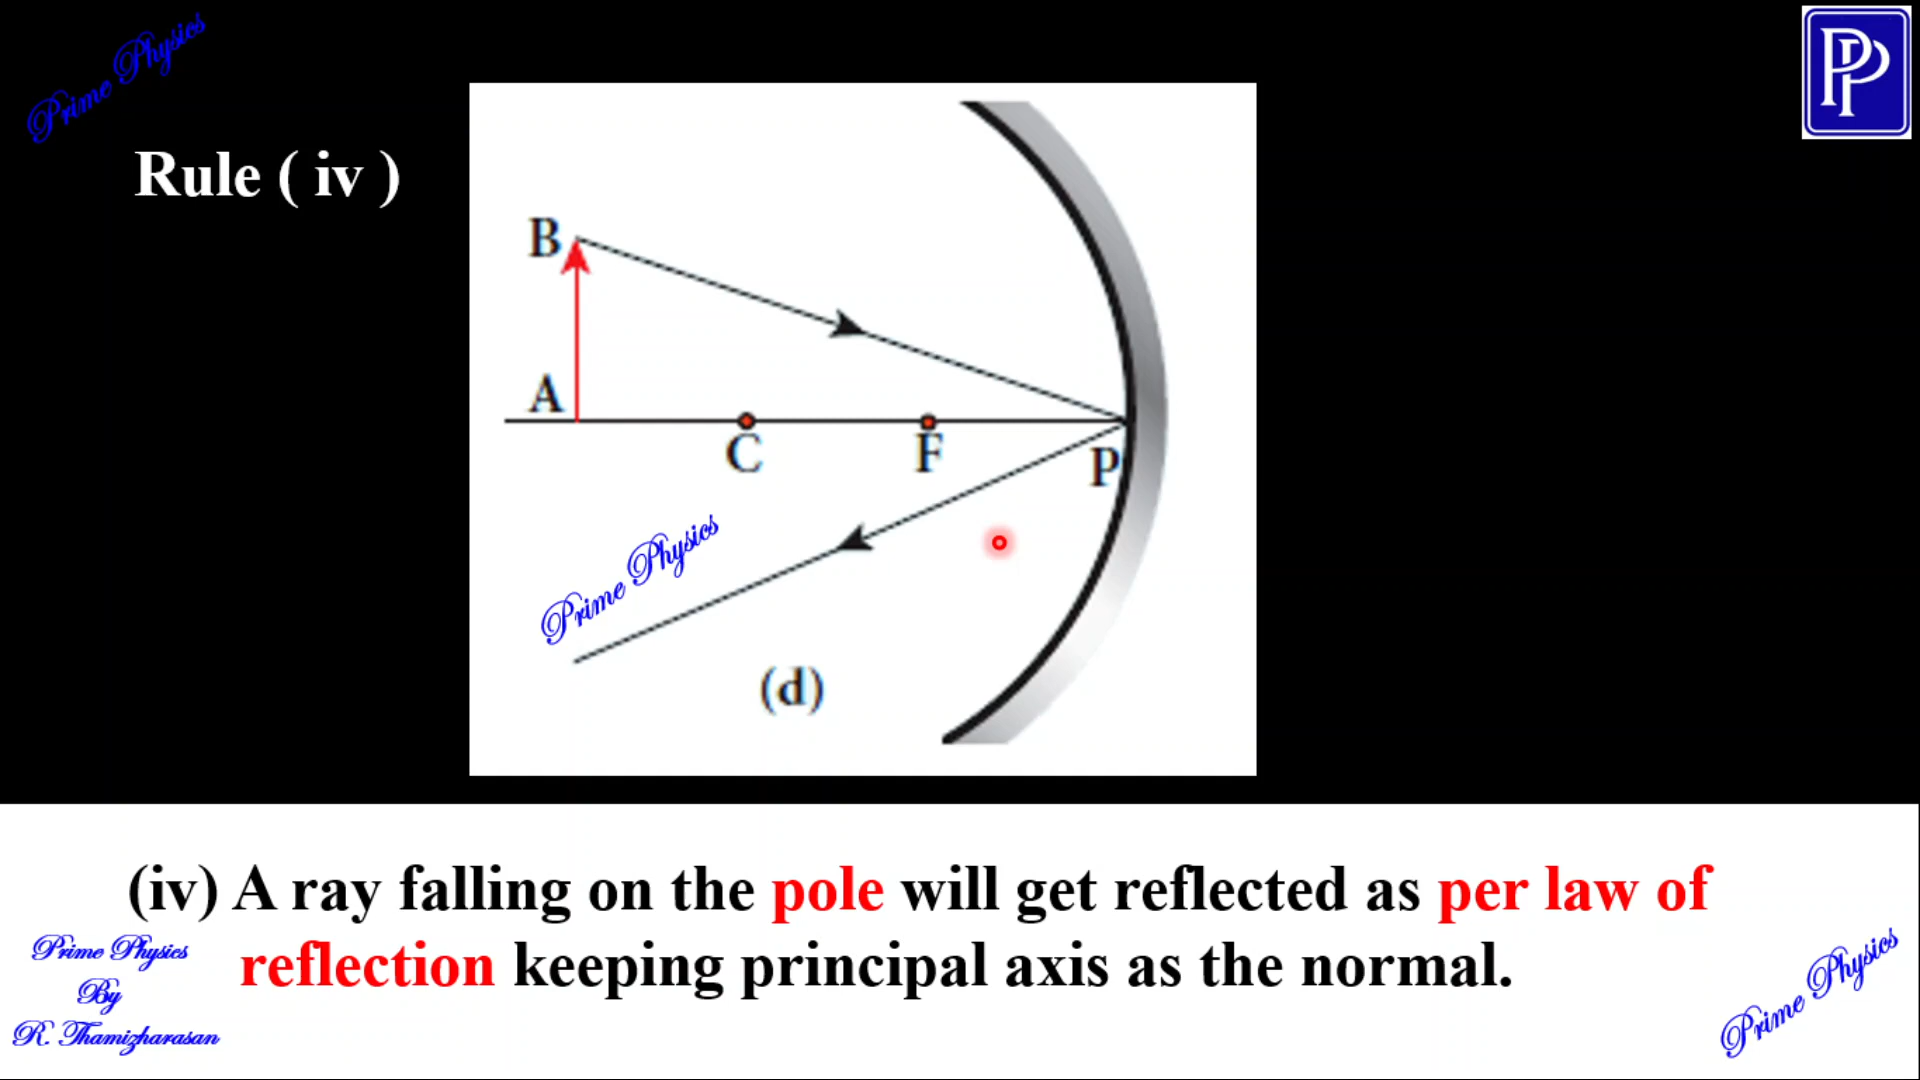 Prime Physics
PP
Rule ( iv )
B
A
C
F
P
Prime Physics
(d)
(iv) A ray falling on the pole will get reflected as per law of
reflection keeping principal axis as the normal.
Prime Physics
By
R. Thamizharasan
Prime Physics